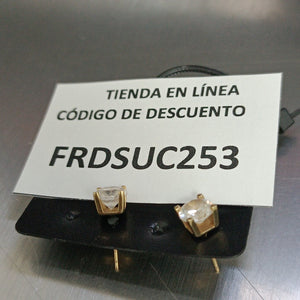 TIENDA EN LÍNEA
CÓDIGO DE DESCUENTO
FRDSUC253